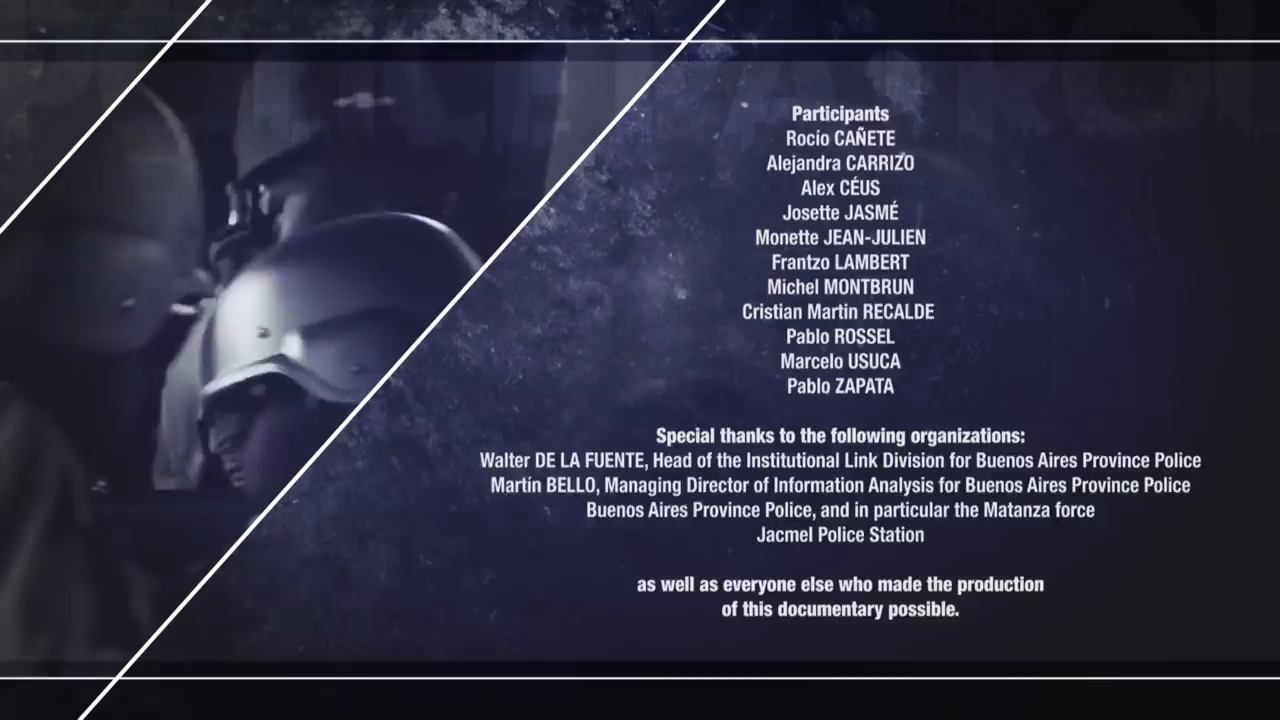 Participants
Rocío CAÑETE
Alejandra CARRIZO
Alex CÉUS
Josette JASMÉ
Monette JEAN-JULIEN
Frantzo LAMBERT
Michel MONTBRUN
Cristian Martin RECALDE
Pablo ROSSEL
Marcelo USUCA
Pablo ZAPATA
Special thanks to the following organizations:
Walter DE LA FUENTE, Head of the Institutional Link Division for Buenos Aires Province Police
Martín BELLO, Managing Director of Information Analysis for Buenos Aires Province Police
Buenos Aires Province Police, and in particular the Matanza force
Jacmel Police Station
as well as everyone else who made the production
of this documentary possible.